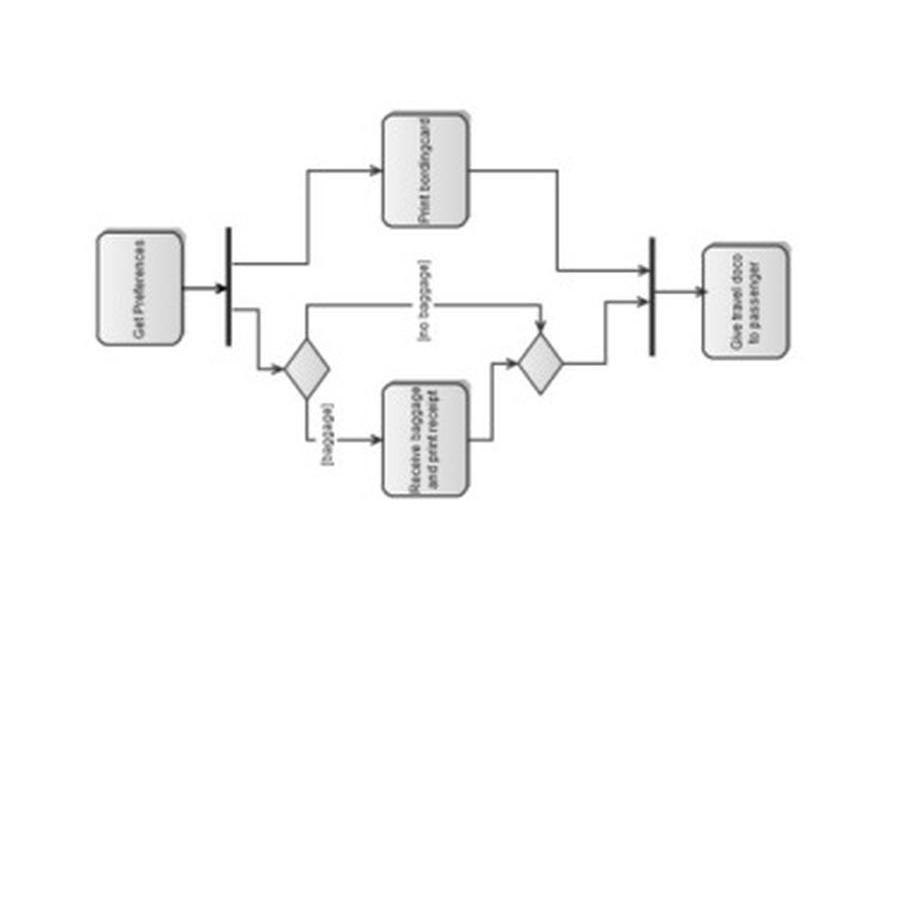 Get Preferences
Print bordingcard
[no baggage]
[baggage]
Receive baggage
and print receipt
Give travel doco
to passenger